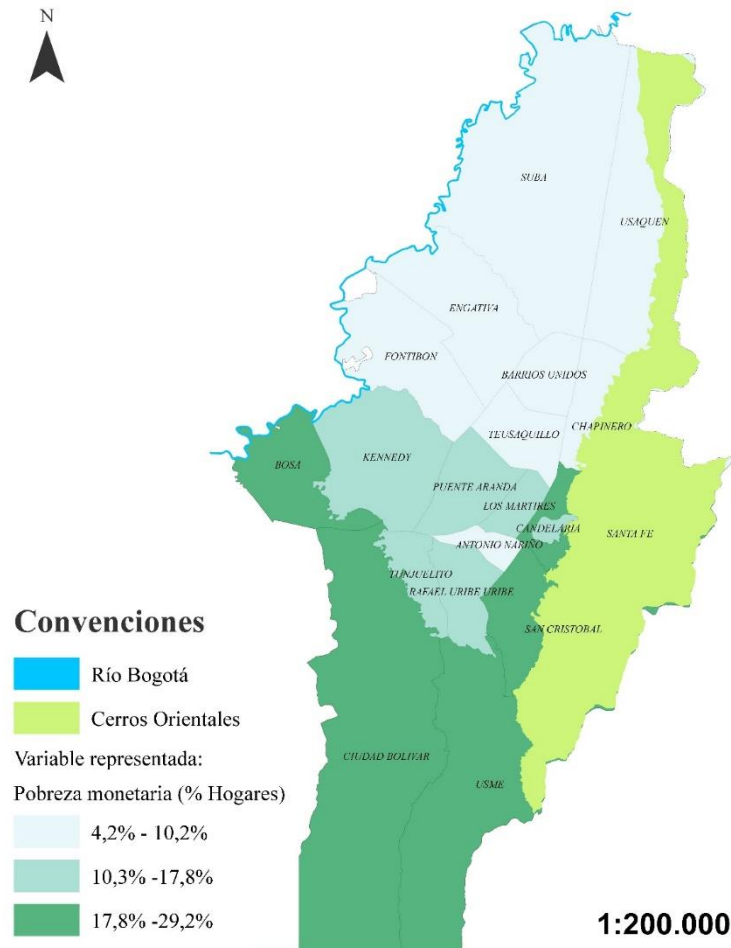 N
SUBA
USAQUEN
ENGATIVA
FONTIBON
BARRIOS UNIDOS
TEUSAQUILLO
CHAPINERO
BOSA
KENNEDY
PUENTE ARANDA
LOS MARTIRES
CANDELARIA
SANTA FE
ANTONIO NARIÑO
TUNJUELITO
RAFAEL URIBE URIBE
SAN CRISTOBAL
CIUDAD BOLIVAR
USME
Convenciones
Río Bogotá
Cerros Orientales
Variable representada:
Pobreza monetaria (% Hogares)
4,2% - 10,2%
10,3% -17,8%
17,8%-29,2%
1:200.000